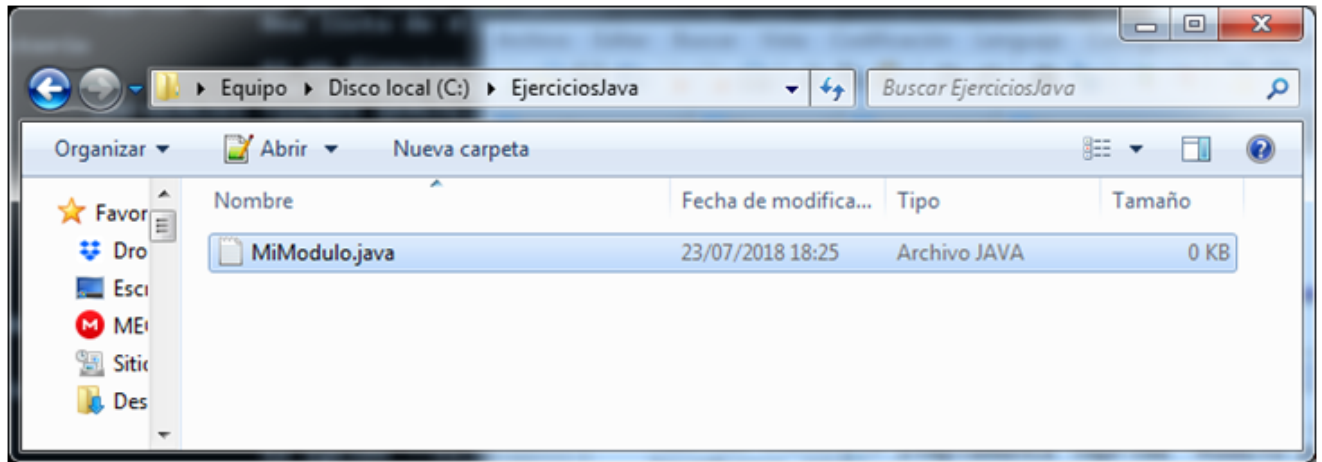 Equipo Disco local (C:) EjerciciosJava Buscar EjerciciosJava
Organizar Abrir Nueva carpeta
Nombre Fecha de modifica... Tipo Tamaño
Favor
MiModulo.java 23/07/2018 18:25 Archivo JAVA 0 KB
Dro
Escr
ME
Sitio
Des